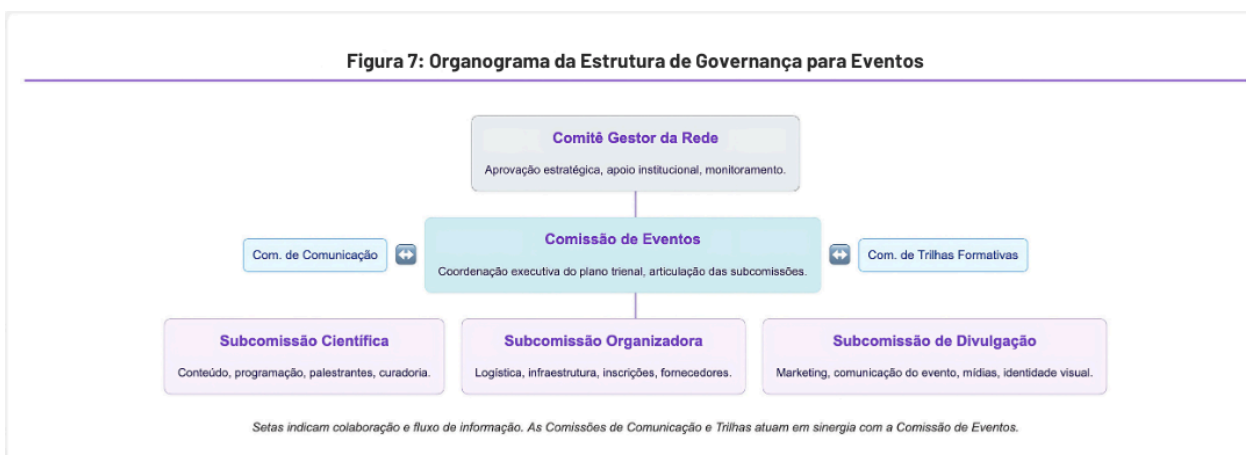 Figura 7: Organograma da Estrutura de Governança para Eventos
Comitê Gestor da Rede
Aprovação estratégica, apoio institucional, monitoramento.
Com. de Comunicação
Comissão de Eventos
Coordenação executiva do plano trienal, articulação das subcomissões.
Com. de Trilhas Formativas
Subcomissão Científica
Conteúdo, programação, palestrantes, curadoria.
Subcomissão Organizadora
Logística, infraestrutura, inscrições, fornecedores.
Subcomissão de Divulgação
Marketing, comunicação do evento, mídias, identidade visual.
Setas indicam colaboração e fluxo de informação. As Comissões de Comunicação e Trilhas atuam em sinergia com a Comissão de Eventos.